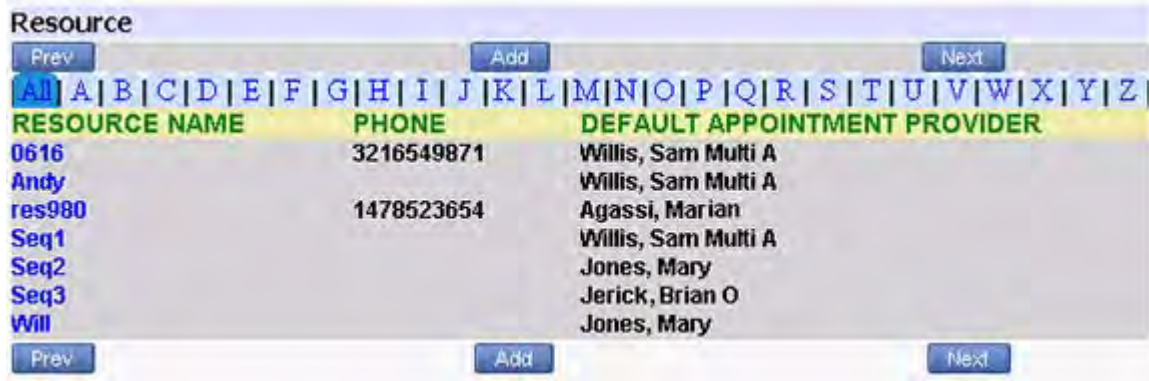 Resource
Prev Add Next
All | A | B | C | D | E | F | G | H | I | J | K | L | M | N | O | P | Q | R | S | T | U | V | W | X | Y | Z
RESOURCE NAME PHONE DEFAULT APPOINTMENT PROVIDER
0616 3216549871 Willis, Sam Multi A
Andy Willis, Sam Multi A
res980 1478523654 Agassi, Marian
Seq1 Willis, Sam Multi A
Seq2 Jones, Mary
Seq3 Jerick, Brian O
Will Jones, Mary
Prev Add Next